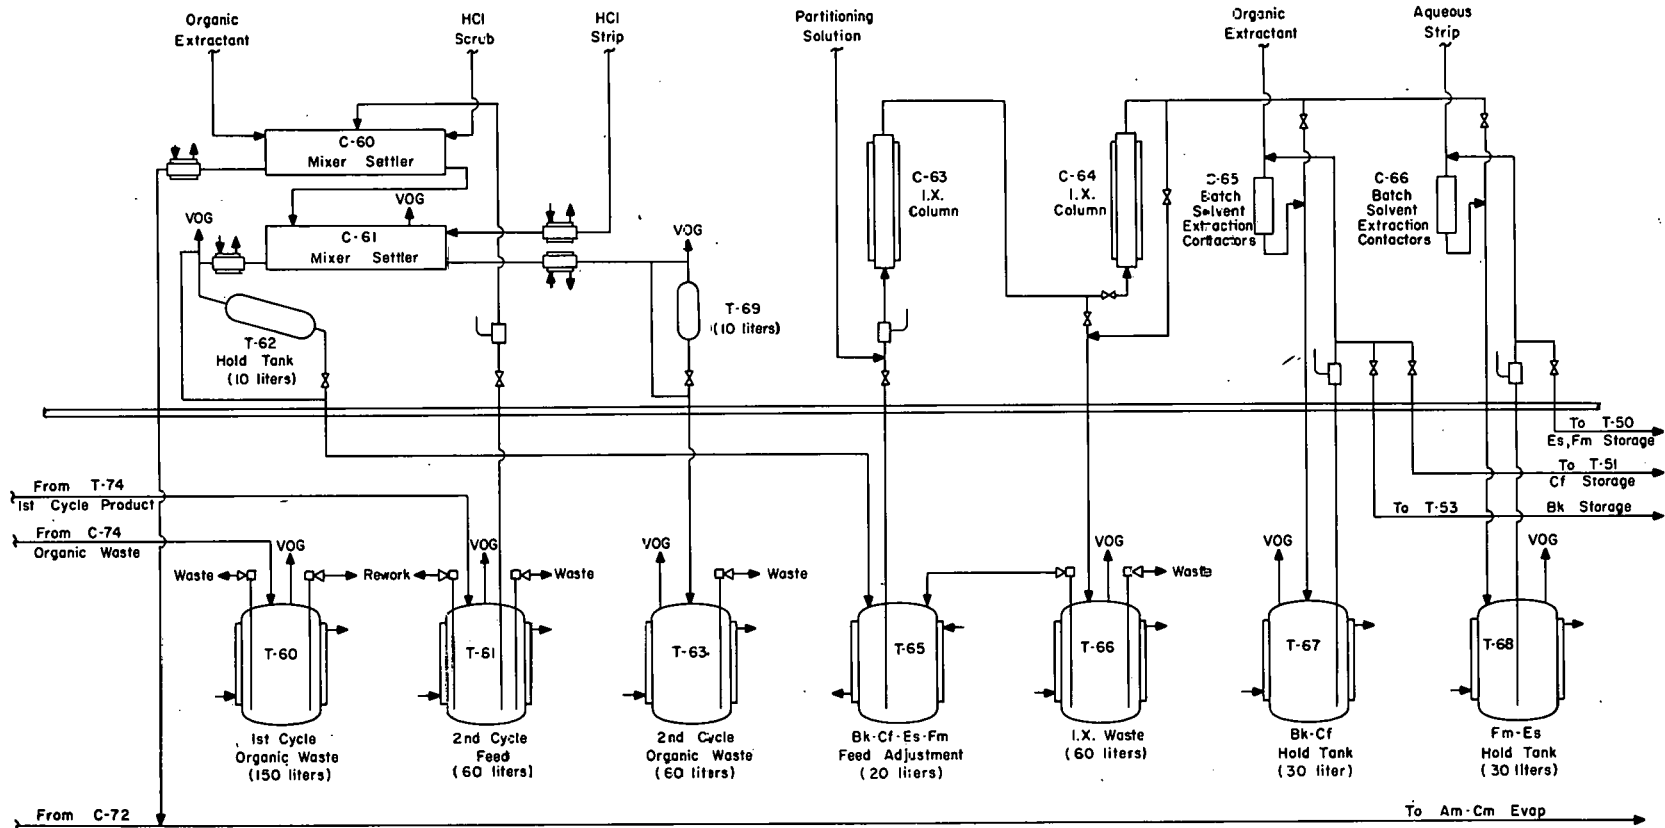 Organic
Extractant
HCl
Scrub
HCl
Strip
Partitioning
Solution
Organic
Extractant
Aqueous
Strip
C-60
Mixer Settler
VOG
VOG
C-61
Mixer Settler
VOG
T-62
Hold Tank
(10 liters)
T-69
(10 liters)
C-63
I.X.
Column
C-64
I.X.
Column
C-65
Batch
Solvent
Extraction
Contactors
C-66
Batch
Solvent
Extraction
Contactors
To T-50
Es,Fm Storage
To T-51
Cf Storage
To T-53 Bk Storage
From T-74
1st Cycle Product
From C-74
Organic Waste
Waste
VOG
Rework
VOG
Waste
VOG
Waste
VOG
Waste
VOG
VOG
T-60
T-61
T-63
T-65
T-66
T-67
T-68
1st Cycle
Organic Waste
(150 liters)
2nd Cycle
Feed
(60 liters)
2nd Cycle
Organic Waste
(60 liters)
Bk-Cf-Es-Fm
Feed Adjustment
(20 liters)
I.X. Waste
(60 liters)
Bk-Cf
Hold Tank
(30 liter)
Fm-Es
Hold Tank
(30 liters)
From C-72
To Am-Cm Evap